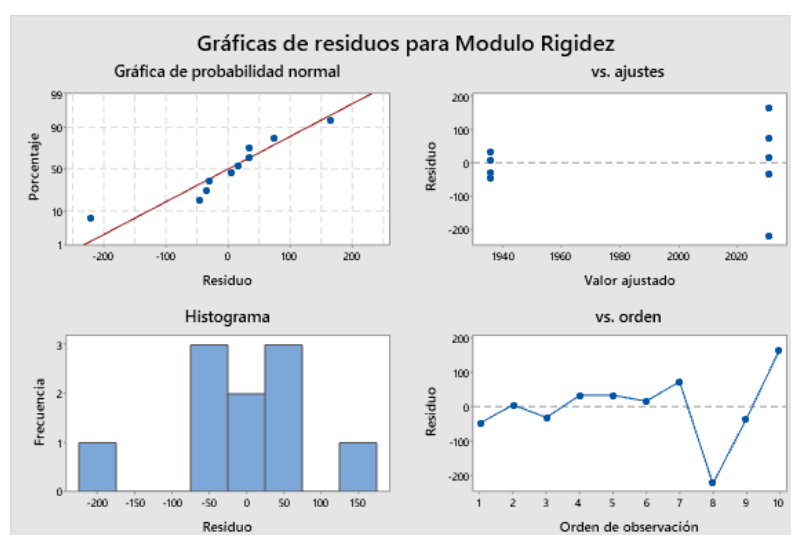 Gráficas de residuos para Modulo Rigidez
Gráfica de probabilidad normal
99
90
50
10
1
Porcentaje
-200 -100 0 100 200
Residuo
vs. ajustes
200
100
0
-100
-200
Residuo
1940 1960 1980 2000 2020
Valor ajustado
Histograma
3
2
1
0
Frecuencia
-200 -150 -100 -50 0 50 100 150
Residuo
vs. orden
200
100
0
-100
-200
Residuo
1 2 3 4 5 6 7 8 9 10
Orden de observación